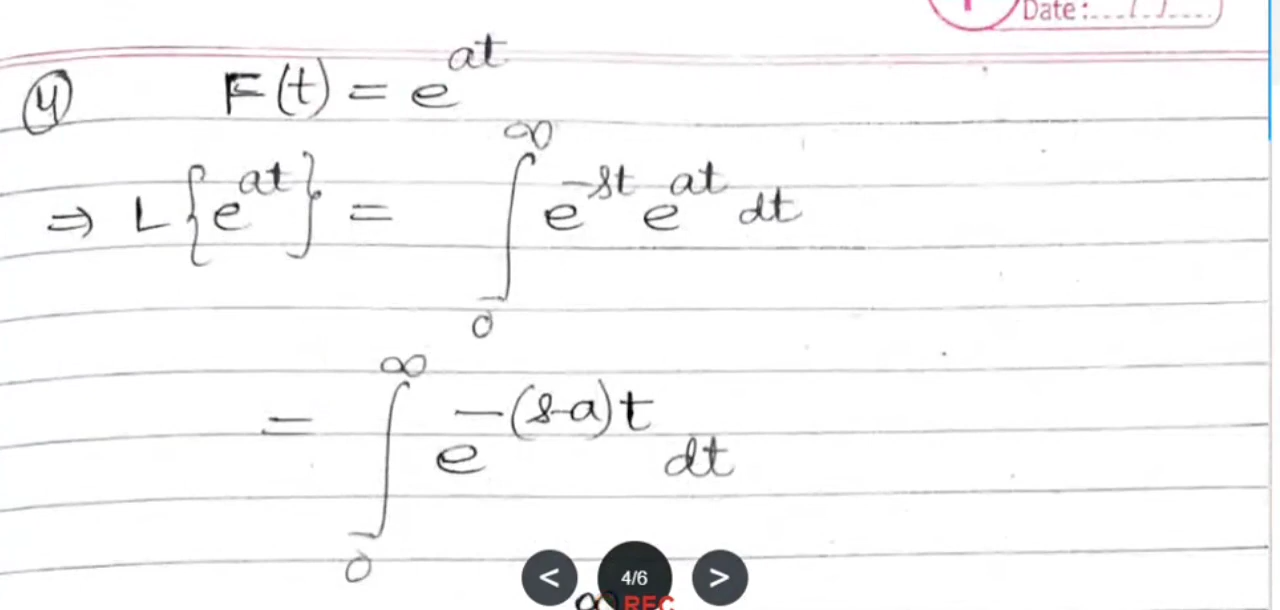 Date:.../.../...
④ F(t) = e^{at}
⇒ L{e^{at}} = ∫_0^∞ e^{-st} e^{at} dt
= ∫_0^∞ e^{-(s-a)t} dt
< 4/6 >
∞ REC